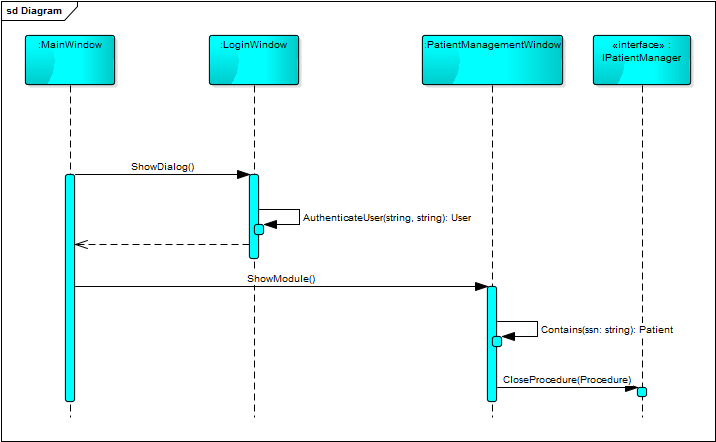 sd Diagram
:MainWindow
:LoginWindow
:PatientManagementWindow
«interface» :
IPatientManager
ShowDialog()
AuthenticateUser(string, string): User
ShowModule()
Contains(ssn: string): Patient
CloseProcedure(Procedure)